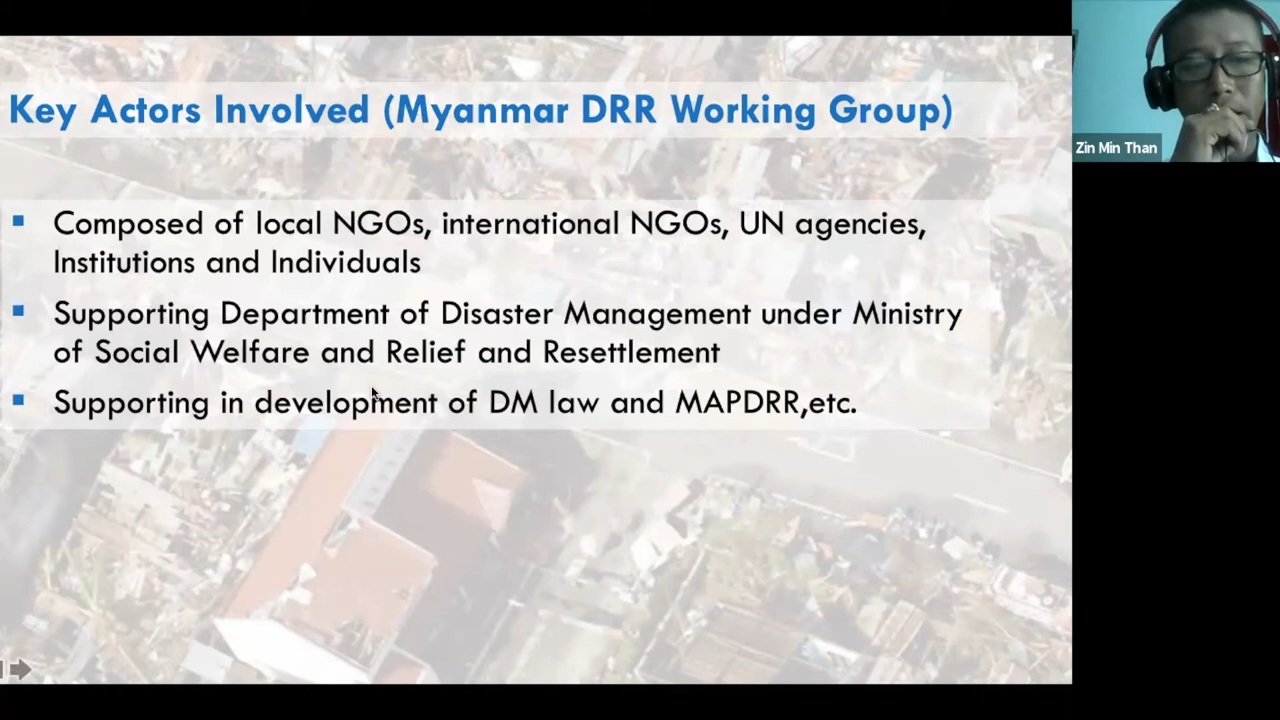 Key Actors Involved (Myanmar DRR Working Group)
Composed of local NGOs, international NGOs, UN agencies,
Institutions and Individuals
Supporting Department of Disaster Management under Ministry
of Social Welfare and Relief and Resettlement
Supporting in development of DM law and MAPDRR,etc.
Zin Min Than